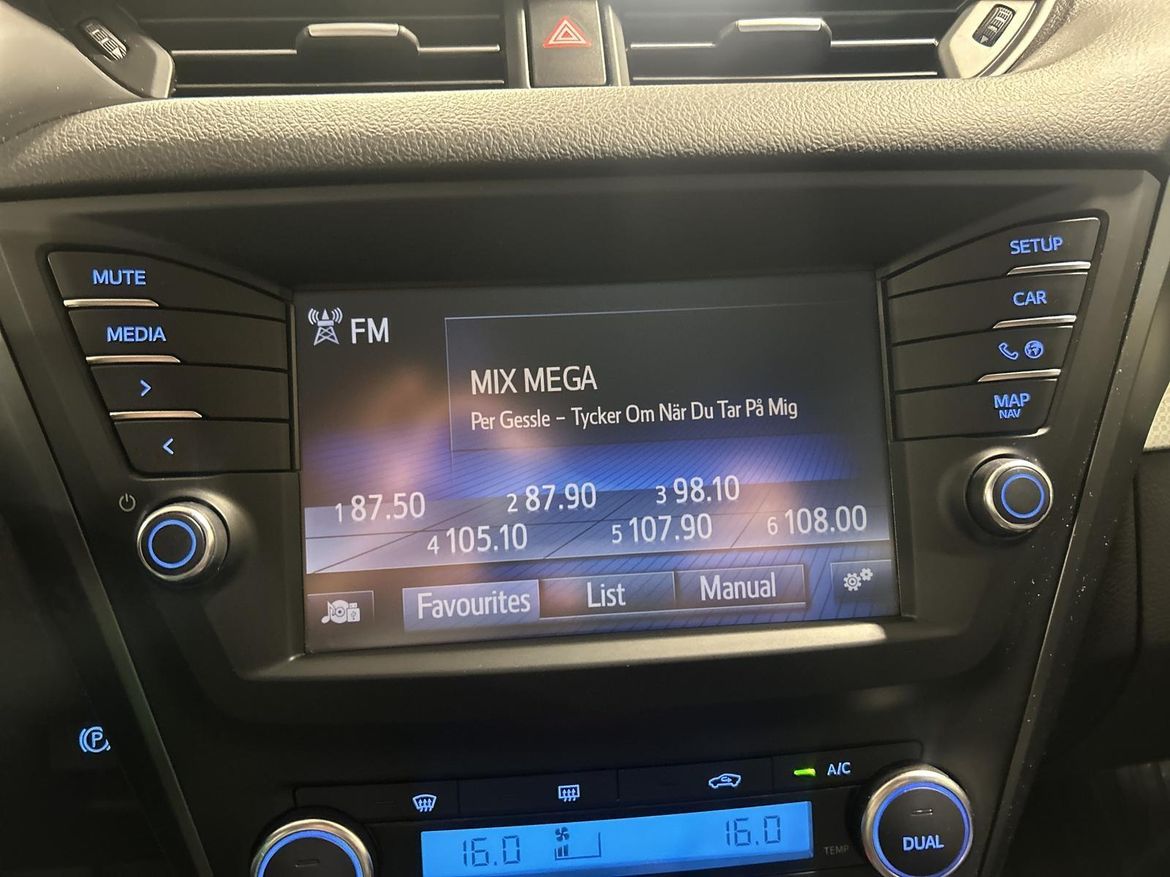 MUTE
MEDIA
>
<
SETUP
CAR
MAP
NAV
FM
MIX MEGA
Per Gessle - Tycker Om När Du Tar På Mig
1 87.50 2 87.90 3 98.10
4 105.10 5 107.90 6 108.00
Favourites List Manual
P
A/C
16.0 16.0
TEMP
DUAL